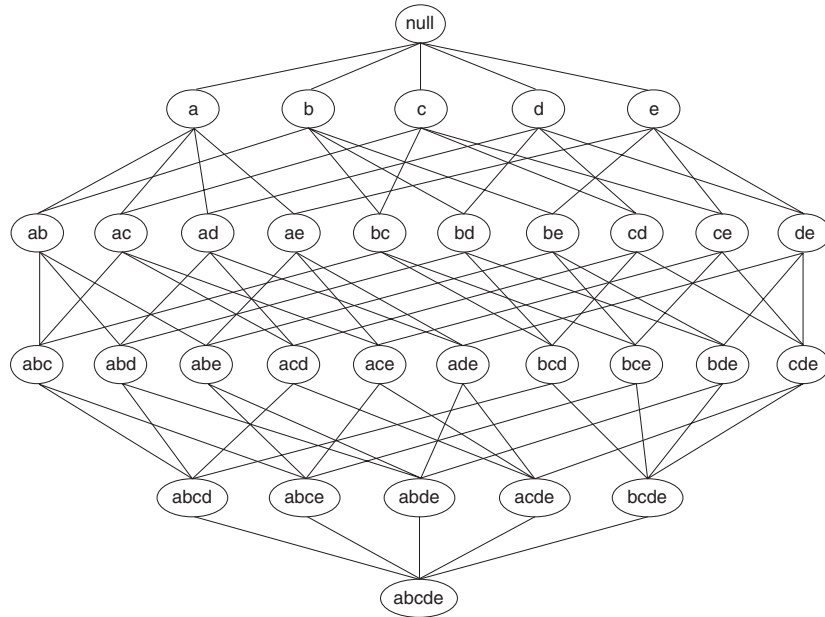 null
a b c d e
ab ac ad ae bc bd be cd ce de
abc abd abe acd ace ade bcd bce bde cde
abcd abce abde acde bcde
abcde